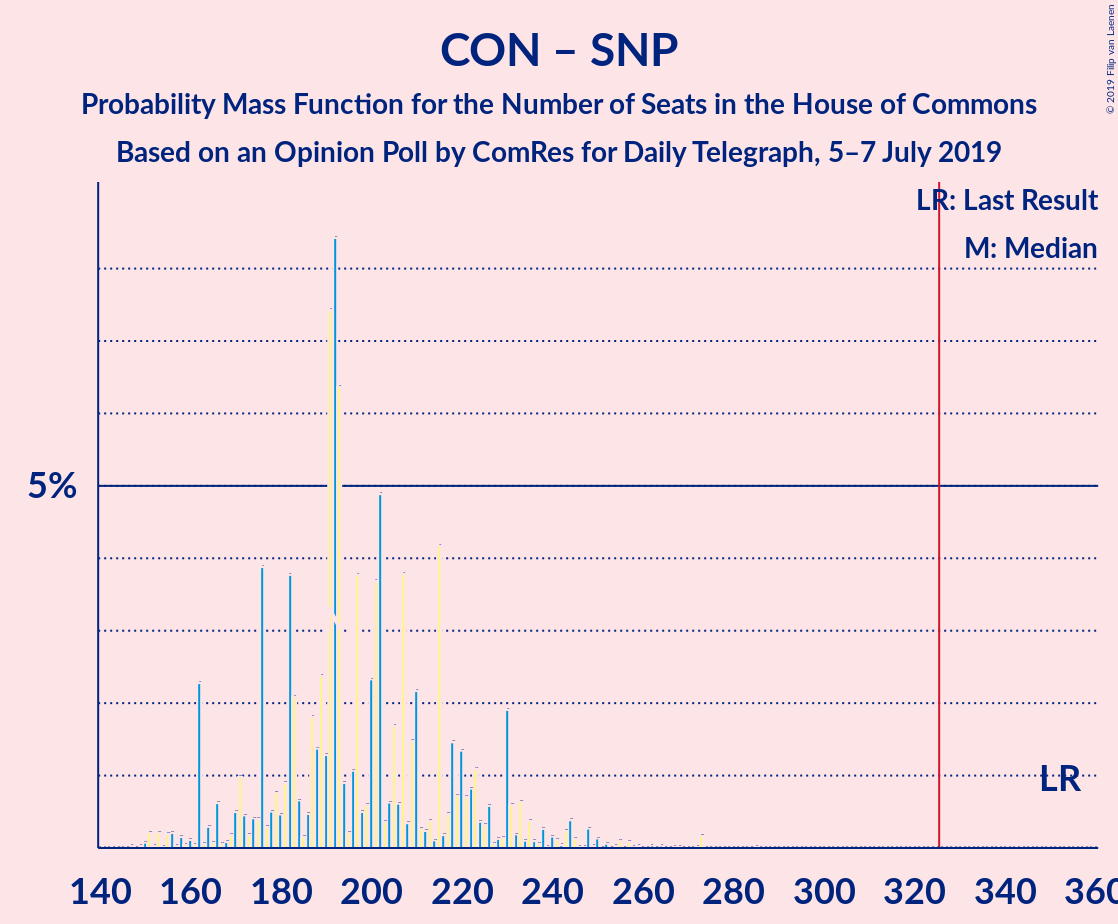 CON – SNP
Probability Mass Function for the Number of Seats in the House of Commons
Based on an Opinion Poll by ComRes for Daily Telegraph, 5–7 July 2019
© 2019 Filip van Laenen
LR: Last Result
M: Median
5%
LR
140 160 180 200 220 240 260 280 300 320 340 360